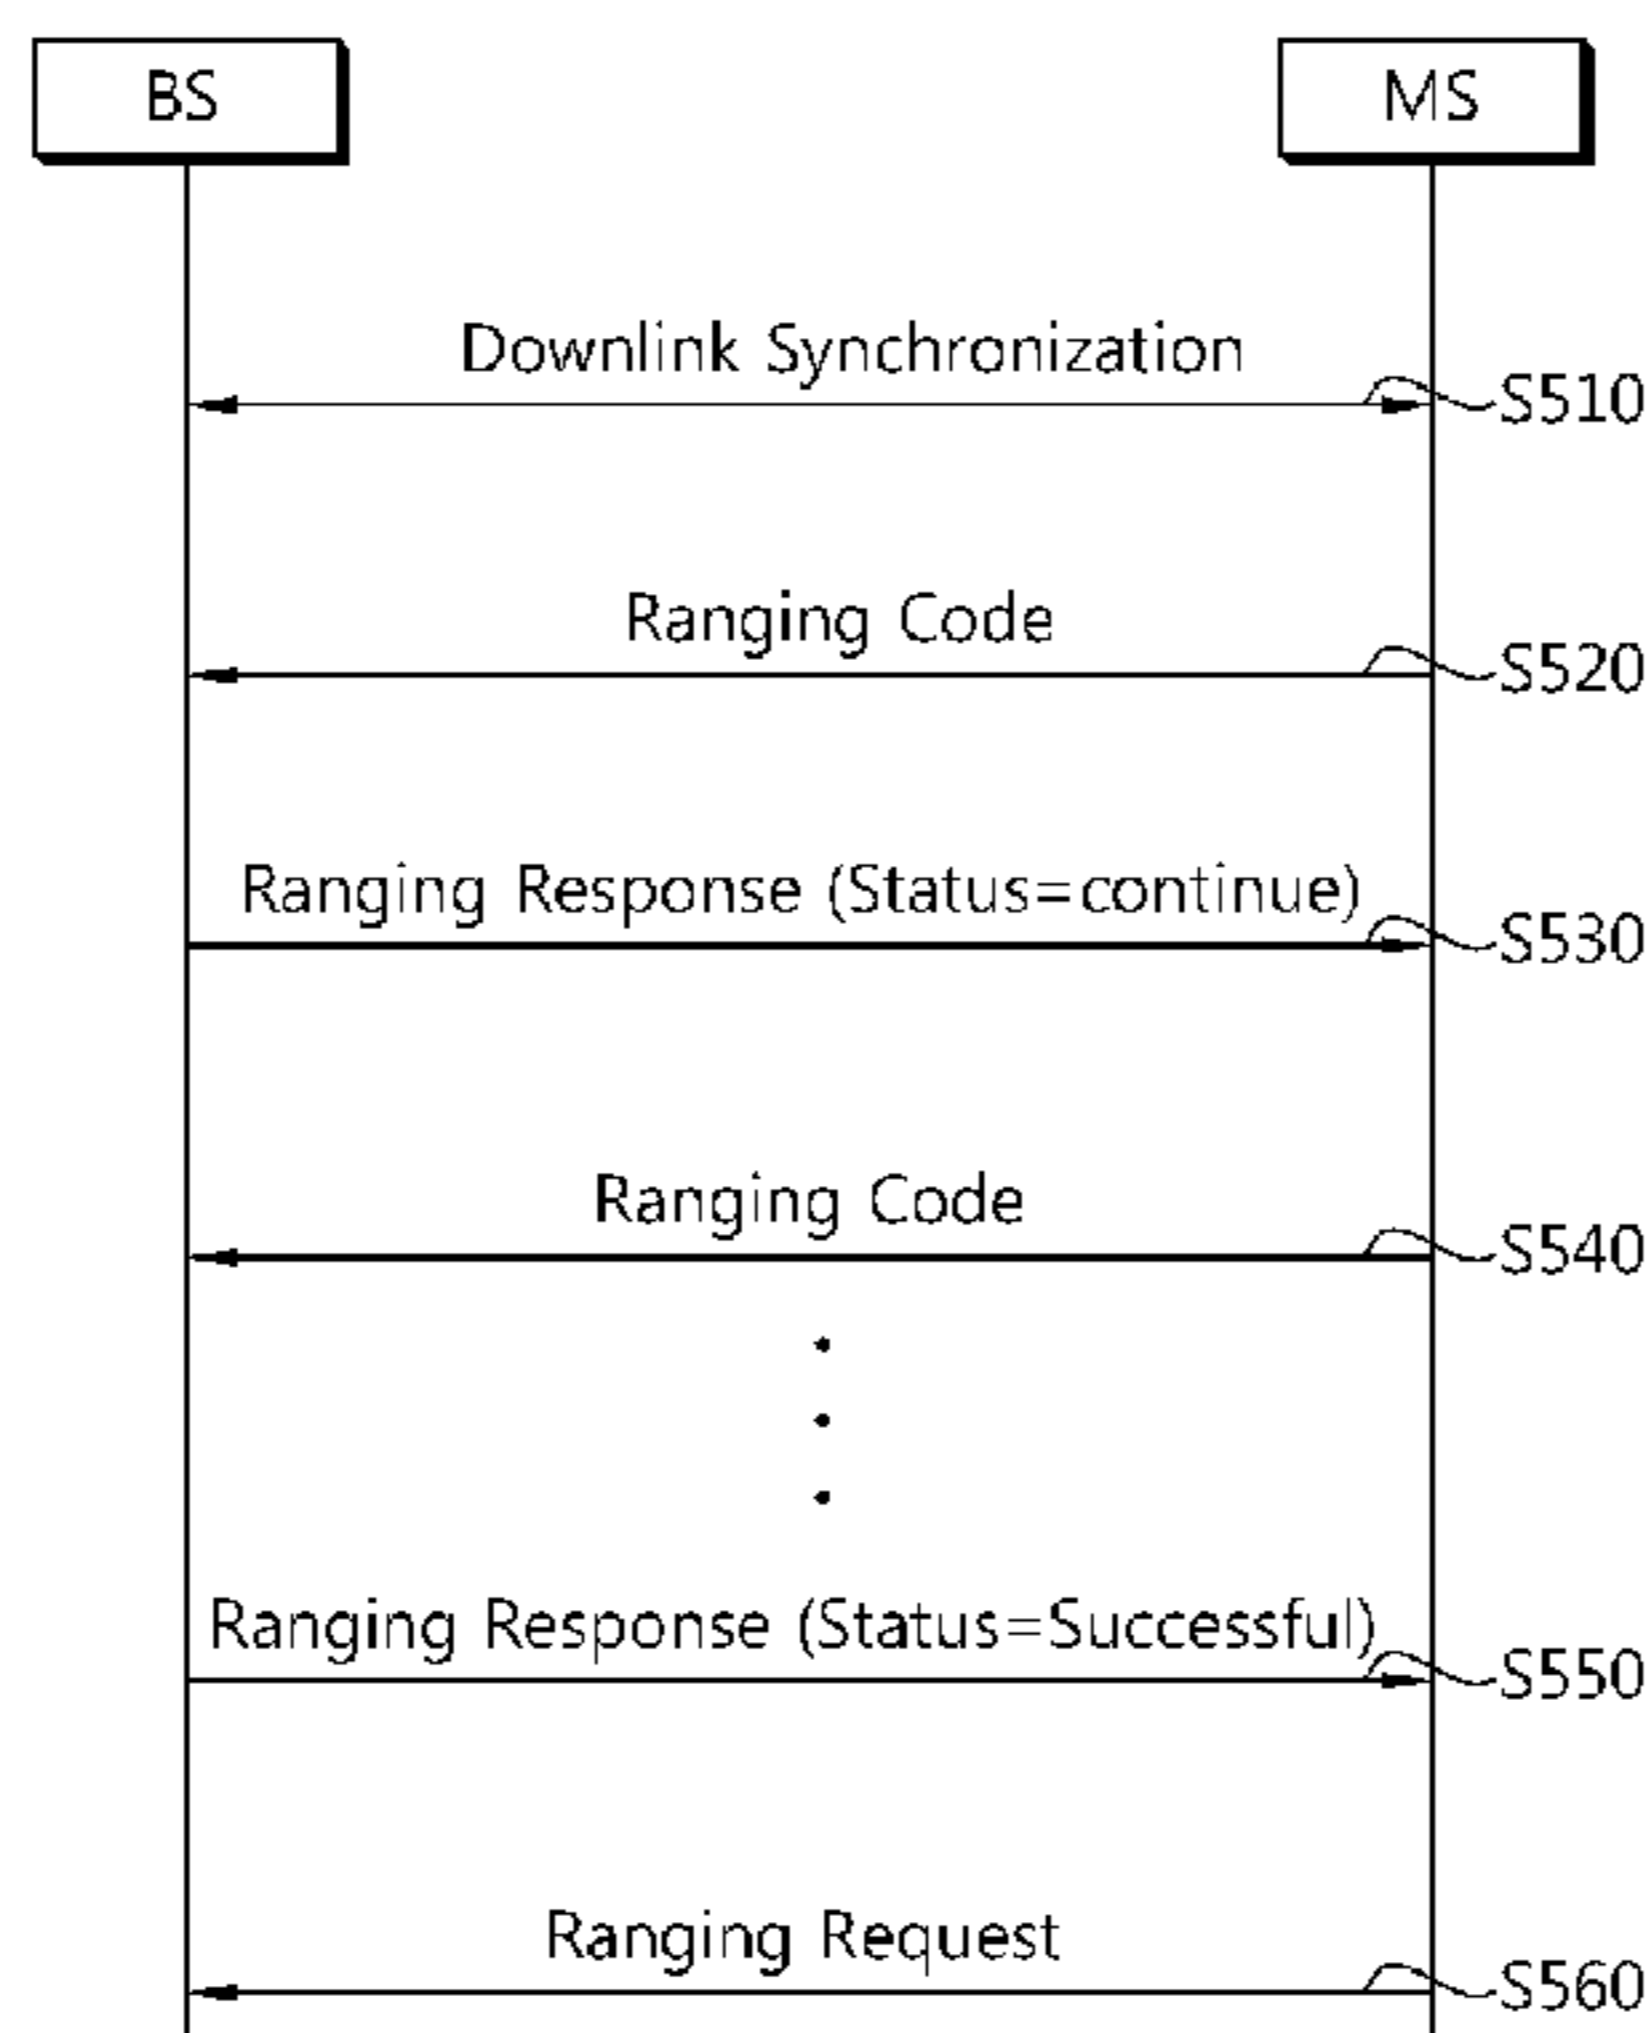 BS
MS
Downlink Synchronization
S510
Ranging Code
S520
Ranging Response (Status=continue)
S530
Ranging Code
S540
Ranging Response (Status=Successful)
S550
Ranging Request
S560